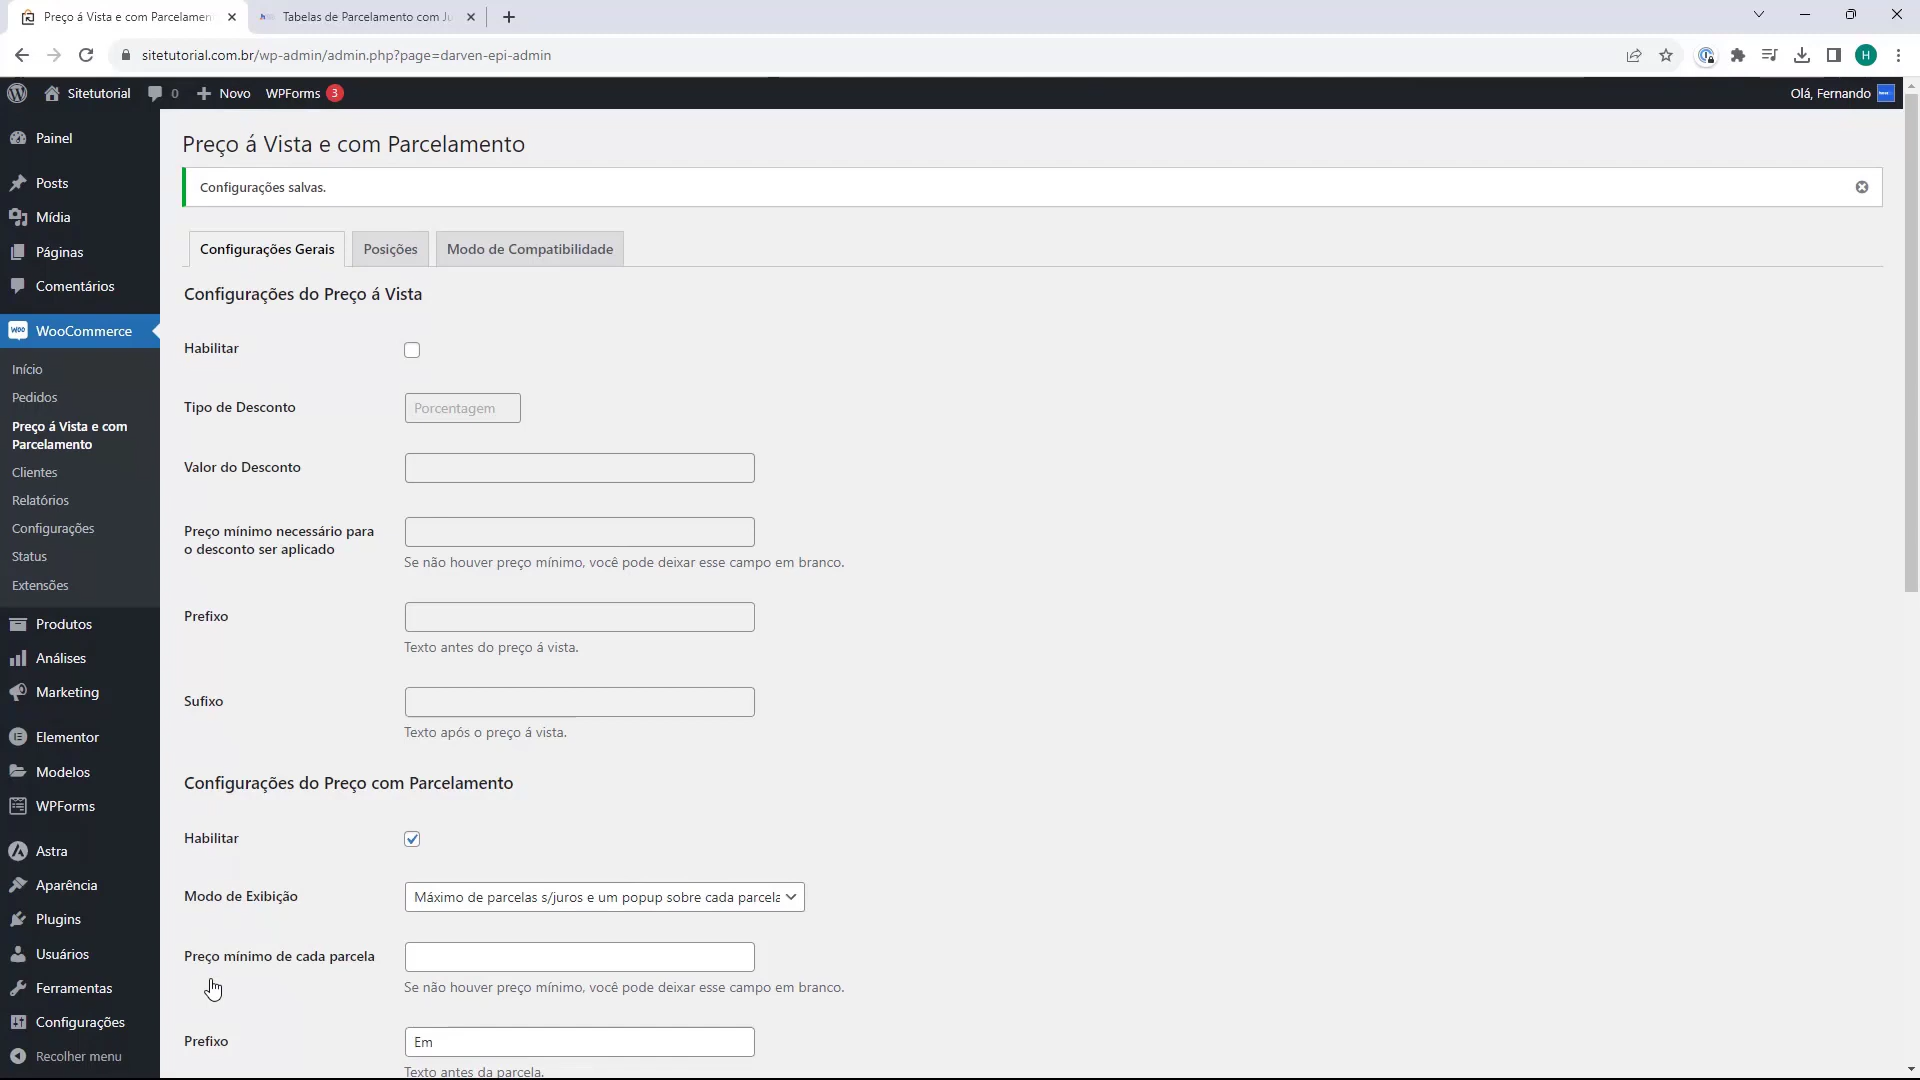 Preço á Vista e com Parcelamen
Tabelas de Parcelamento com Ju
sitetutorial.com.br/wp-admin/admin.php?page=darven-epi-admin
H
Sitetutorial
0
Novo
WPForms
3
Olá, Fernando
Painel
Posts
Mídia
Páginas
Comentários
WooCommerce
Início
Pedidos
Preço á Vista e com
Parcelamento
Clientes
Relatórios
Configurações
Status
Extensões
Produtos
Análises
Marketing
Elementor
Modelos
WPForms
Astra
Aparência
Plugins
Usuários
Ferramentas
Configurações
Recolher menu
Preço á Vista e com Parcelamento
Configurações salvas.
Configurações Gerais
Posições
Modo de Compatibilidade
Configurações do Preço á Vista
Habilitar
Tipo de Desconto
Porcentagem
Valor do Desconto
Preço mínimo necessário para
o desconto ser aplicado
Se não houver preço mínimo, você pode deixar esse campo em branco.
Prefixo
Texto antes do preço á vista.
Sufixo
Texto após o preço á vista.
Configurações do Preço com Parcelamento
Habilitar
Modo de Exibição
Máximo de parcelas s/juros e um popup sobre cada parcela
Preço mínimo de cada parcela
Se não houver preço mínimo, você pode deixar esse campo em branco.
Prefixo
Em
Texto antes da parcela.